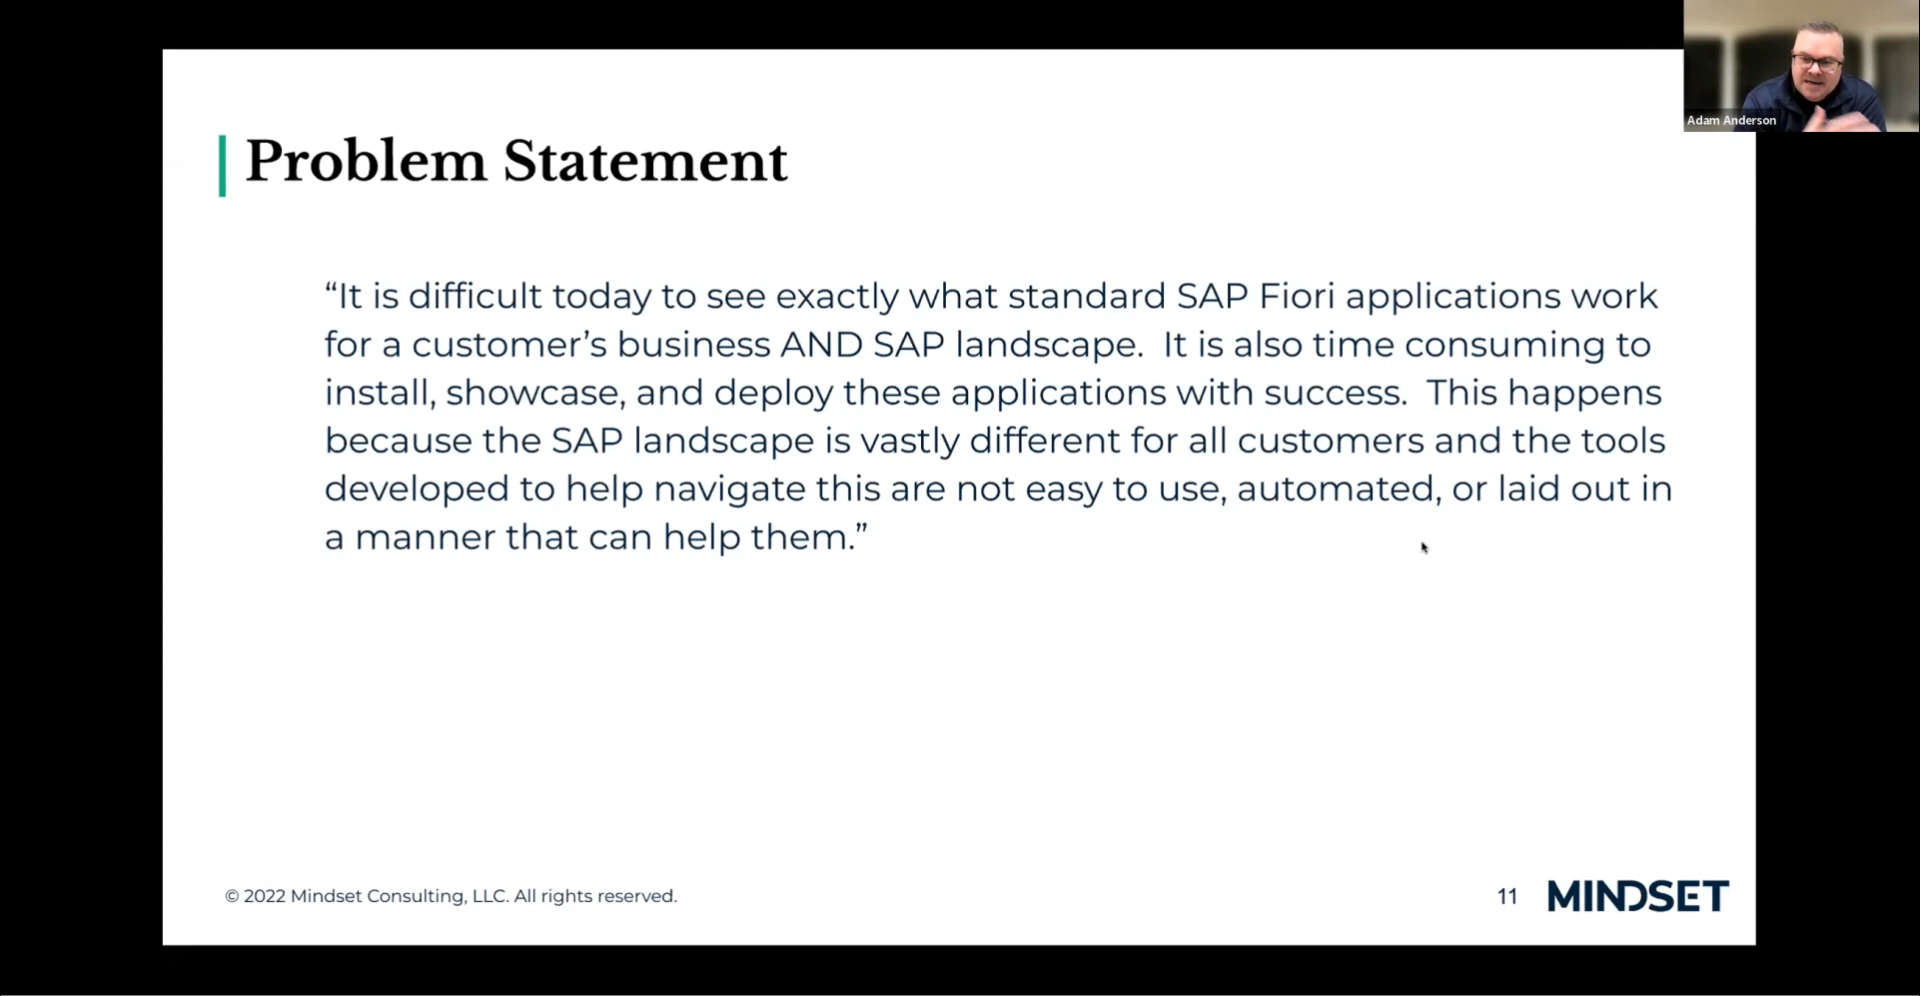 Adam Anderson
Problem Statement
“It is difficult today to see exactly what standard SAP Fiori applications work
for a customer’s business AND SAP landscape.  It is also time consuming to
install, showcase, and deploy these applications with success.  This happens
because the SAP landscape is vastly different for all customers and the tools
developed to help navigate this are not easy to use, automated, or laid out in
a manner that can help them.”
© 2022 Mindset Consulting, LLC. All rights reserved.
11
MINDSET